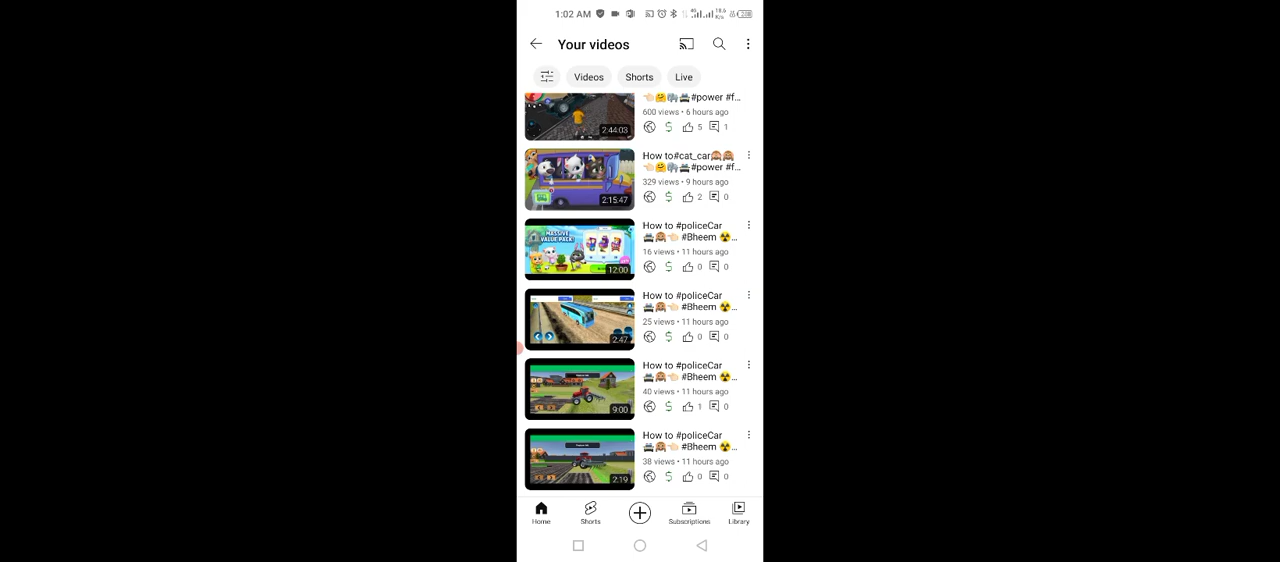 1:02 AM
4G
18.6
K/s
Your videos
Videos
Shorts
Live
👈🏻🤗🐘🚔#power #f...
2:44:03
600 views • 6 hours ago
5
1
How to#cat_car🙈🙈
👈🏻🤗🐘🚔#power #f...
2:15:47
329 views • 9 hours ago
2
0
How to #policeCar
🚔🙈👈🏻 #Bheem ☢️...
MASSIVE
VALUE PACK!
12:00
16 views • 11 hours ago
0
0
How to #policeCar
🚔🙈👈🏻 #Bheem ☢️...
2:47
25 views • 11 hours ago
0
0
How to #policeCar
🚔🙈👈🏻 #Bheem ☢️...
9:00
40 views • 11 hours ago
1
0
How to #policeCar
🚔🙈👈🏻 #Bheem ☢️...
2:19
38 views • 11 hours ago
0
0
Home
Shorts
Subscriptions
Library